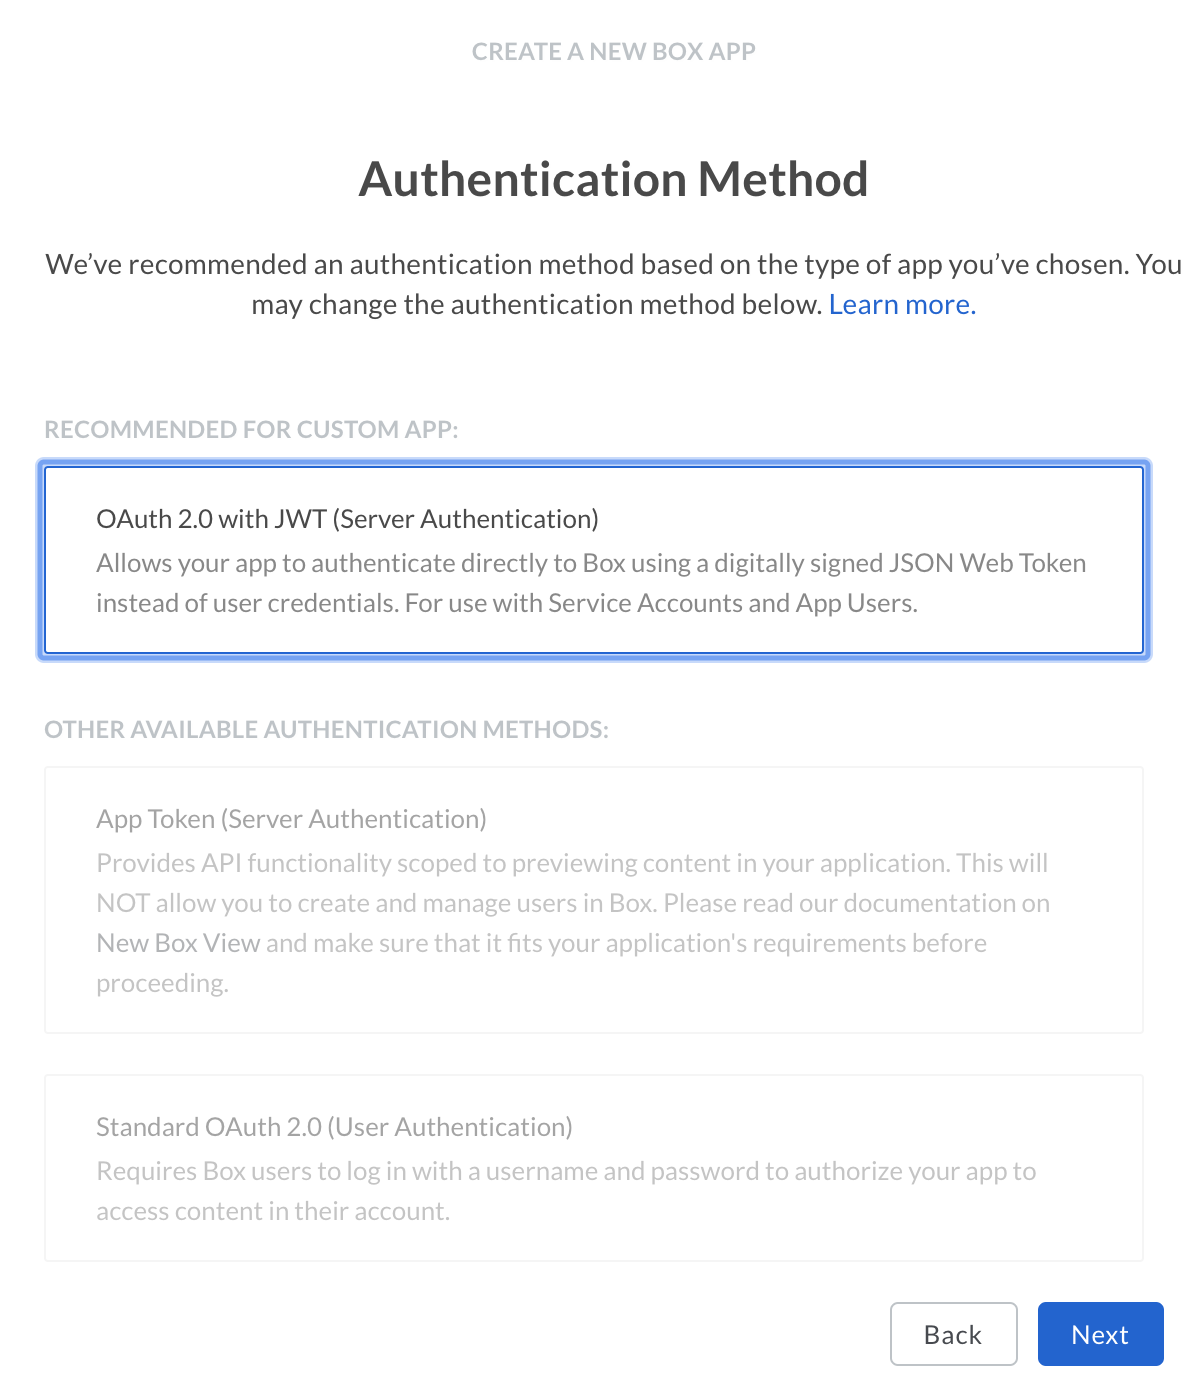 CREATE A NEW BOX APP
Authentication Method
We’ve recommended an authentication method based on the type of app you’ve chosen. You
may change the authentication method below. Learn more.
RECOMMENDED FOR CUSTOM APP:
OAuth 2.0 with JWT (Server Authentication)
Allows your app to authenticate directly to Box using a digitally signed JSON Web Token
instead of user credentials. For use with Service Accounts and App Users.
OTHER AVAILABLE AUTHENTICATION METHODS:
App Token (Server Authentication)
Provides API functionality scoped to previewing content in your application. This will
NOT allow you to create and manage users in Box. Please read our documentation on
New Box View and make sure that it fits your application's requirements before
proceeding.
Standard OAuth 2.0 (User Authentication)
Requires Box users to log in with a username and password to authorize your app to
access content in their account.
Back
Next